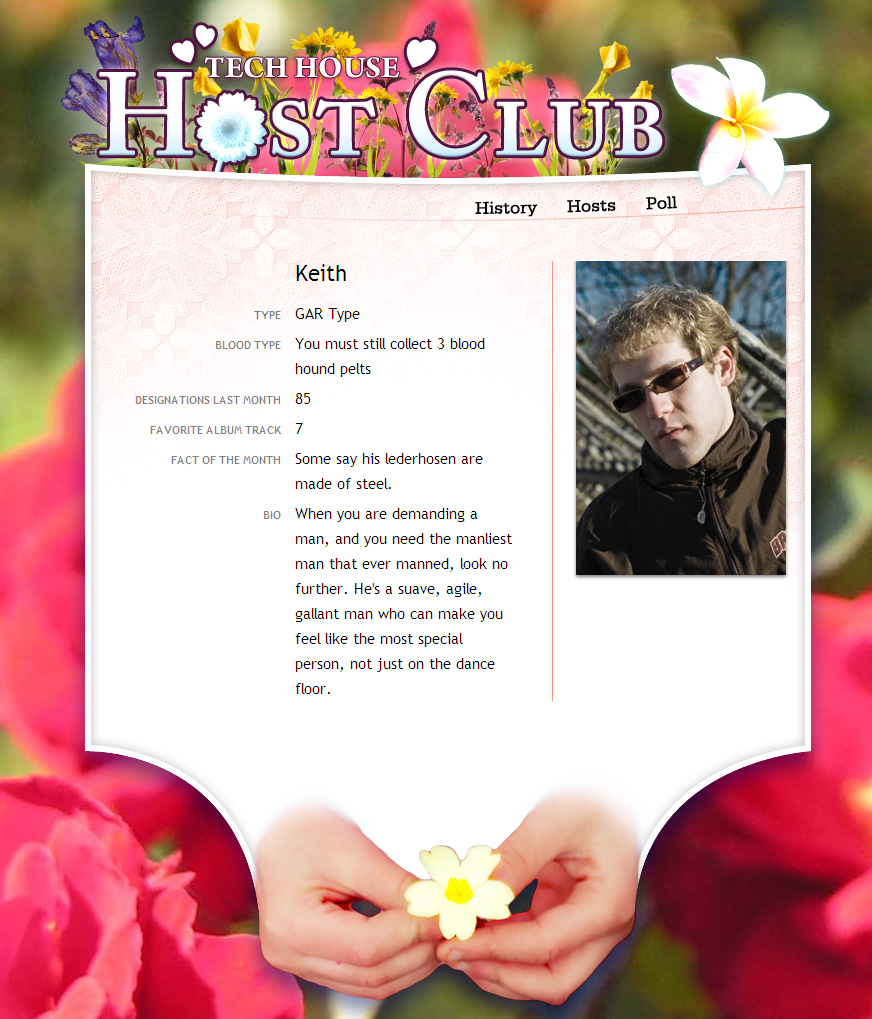 TECH HOUSE
HOST CLUB
History Hosts Poll
Keith
TYPE GAR Type
BLOOD TYPE You must still collect 3 blood
hound pelts
DESIGNATIONS LAST MONTH 85
FAVORITE ALBUM TRACK 7
FACT OF THE MONTH Some say his lederhosen are
made of steel.
BIO When you are demanding a
man, and you need the manliest
man that ever manned, look no
further. He's a suave, agile,
gallant man who can make you
feel like the most special
person, not just on the dance
floor.